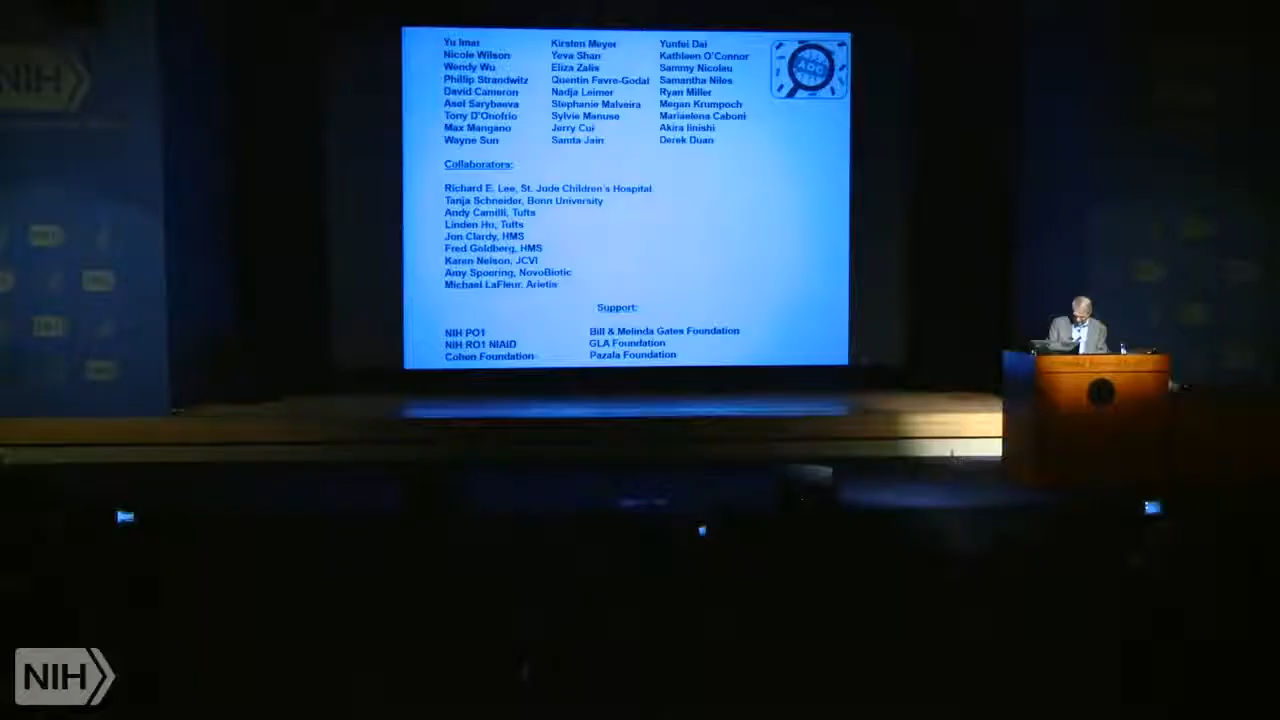 NIH
Yu Imai Kirsten Meyer Yunfei Dai
Nicole Wilson Yeva Shan Kathleen O'Connor
Wendy Wu Eliza Zalis Sammy Nicolau
Phillip Strandwitz Quentin Favre-Godal Samantha Niles
David Cameron Nadja Leimer Ryan Miller
Asel Sarybaeva Stephanie Malveira Megan Krumpoch
Tony D'Onofrio Sylvie Manuse Mariaelena Caboni
Max Mangano Jerry Cui Akira Iinishi
Wayne Sun Samta Jain Derek Duan
ADC
Collaborators:
Richard E. Lee, St. Jude Children's Hospital
Tanja Schneider, Bonn University
Andy Camilli, Tufts
Linden Hu, Tufts
Jon Clardy, HMS
Fred Goldberg, HMS
Karen Nelson, JCVI
Amy Spoering, NovoBiotic
Michael LaFleur, Arietis
Support:
NIH PO1 Bill & Melinda Gates Foundation
NIH RO1 NIAID GLA Foundation
Cohen Foundation Pazala Foundation
NIH